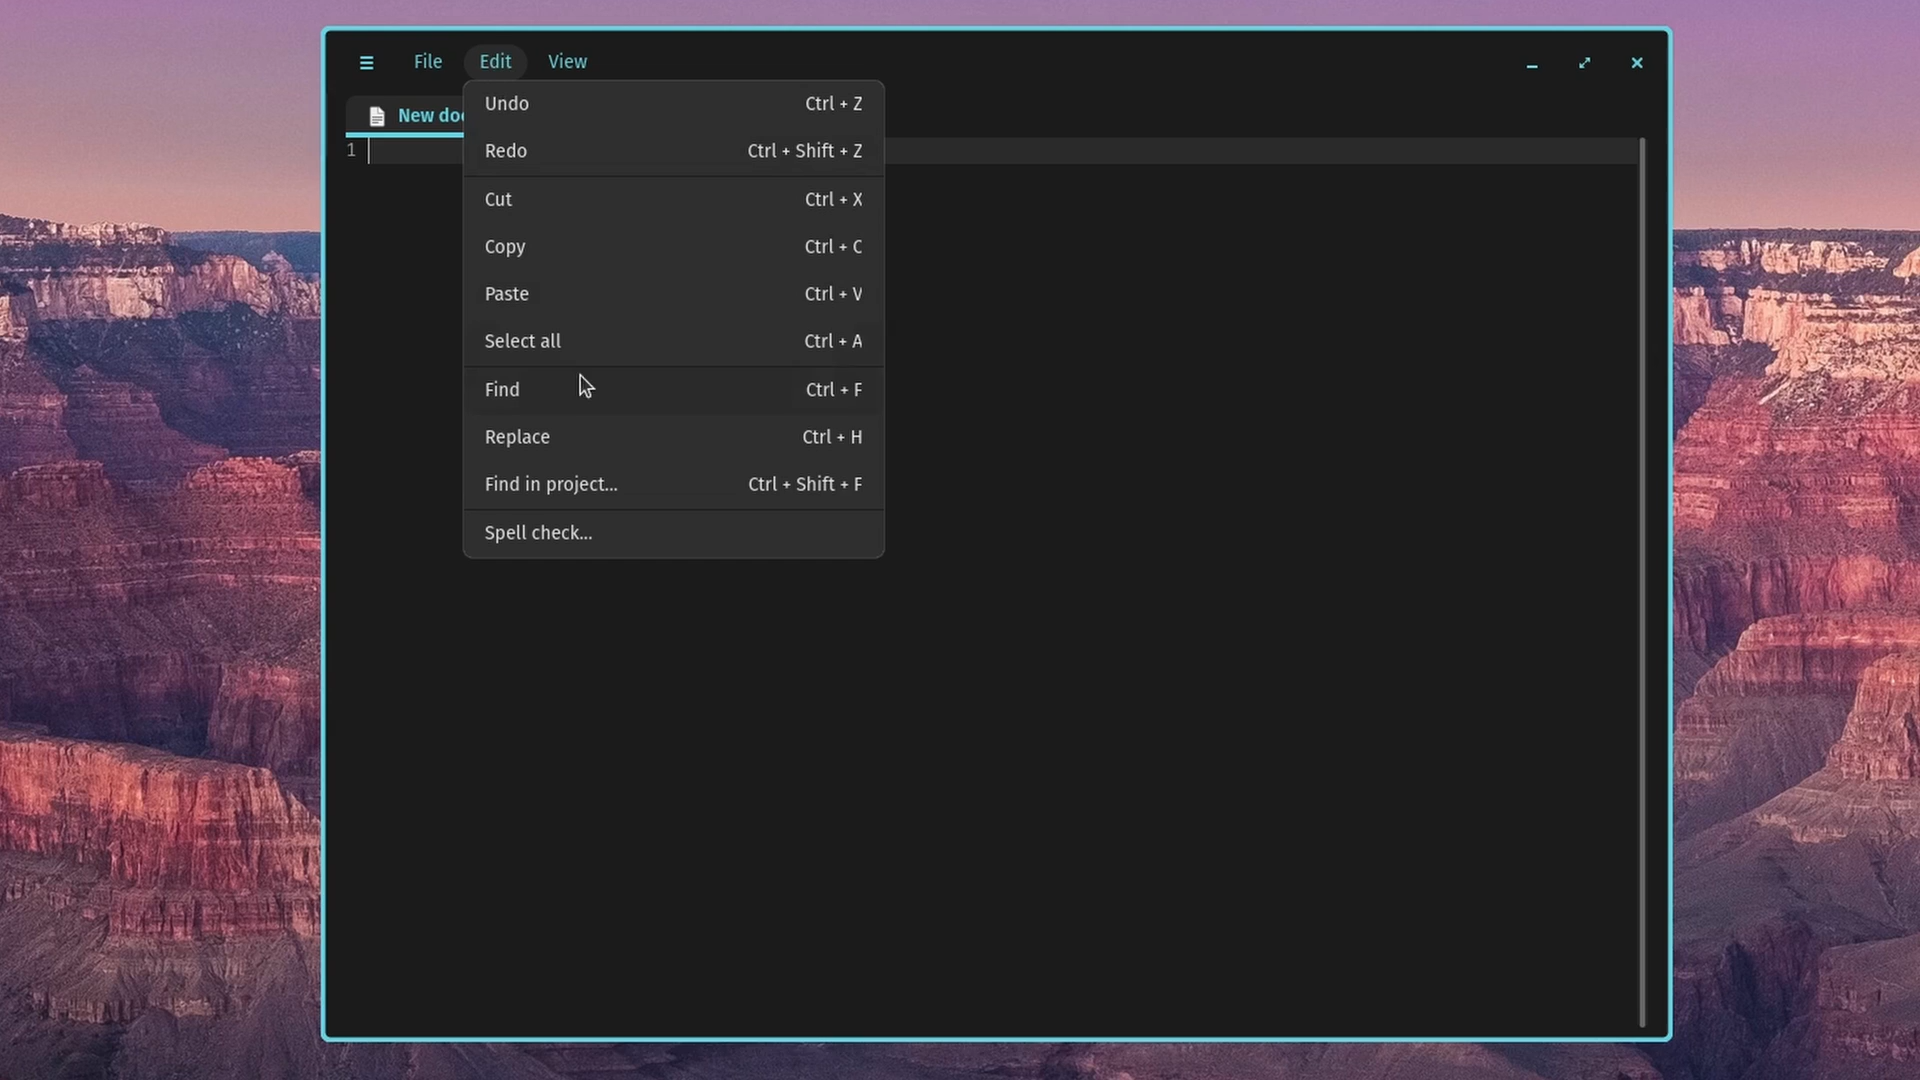 File Edit View
New doc
Undo Ctrl + Z
1
Redo Ctrl + Shift + Z
Cut Ctrl + X
Copy Ctrl + C
Paste Ctrl + V
Select all Ctrl + A
Find Ctrl + F
Replace Ctrl + H
Find in project... Ctrl + Shift + F
Spell check...